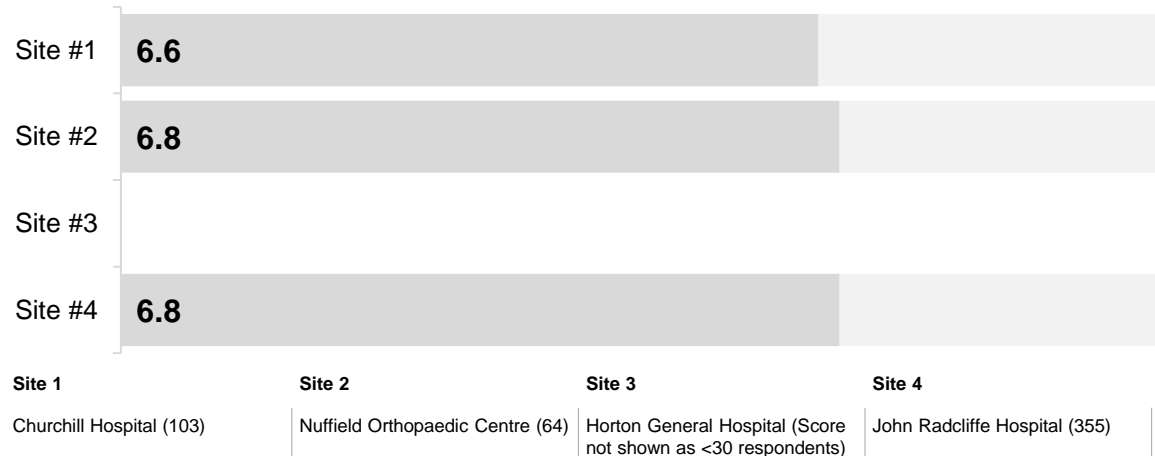 Site #1
6.6
Site #2
6.8
Site #3
Site #4
6.8
Site 1
Site 2
Site 3
Site 4
Churchill Hospital (103)
Nuffield Orthopaedic Centre (64)
Horton General Hospital (Score
not shown as <30 respondents)
John Radcliffe Hospital (355)